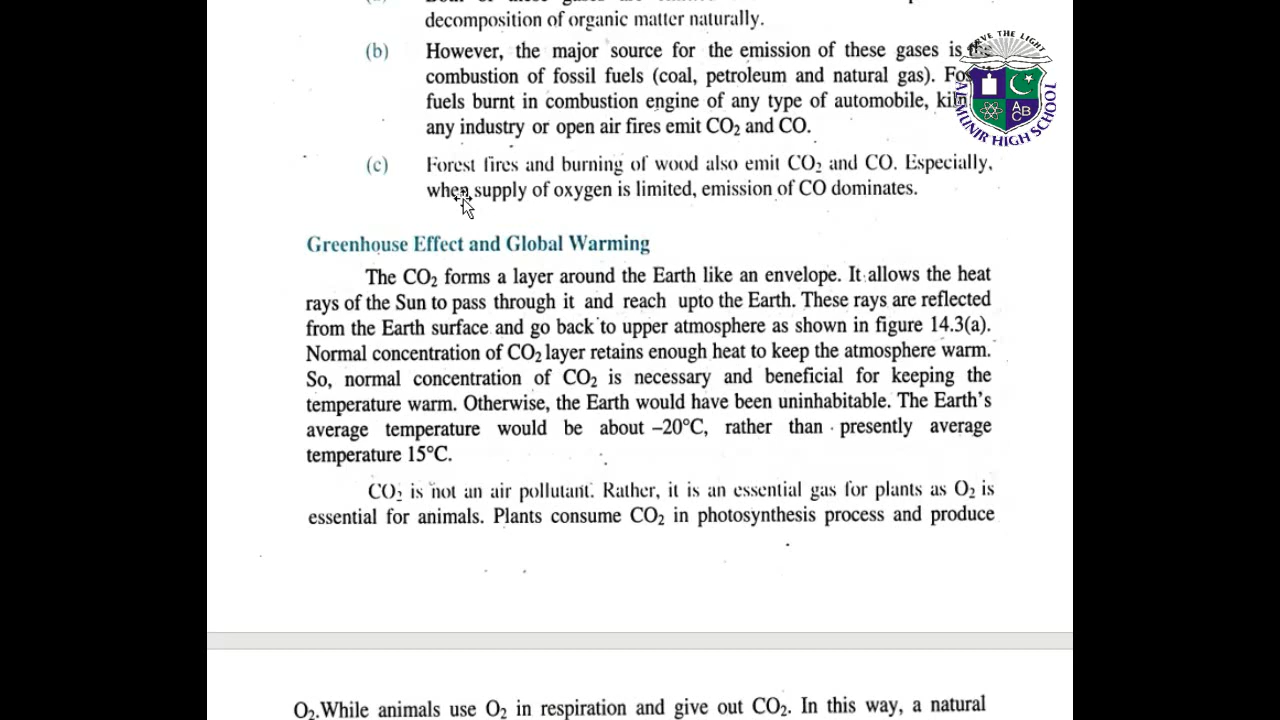 decomposition of organic matter naturally.
(b) However, the major source for the emission of these gases is the
combustion of fossil fuels (coal, petroleum and natural gas). Fossil
fuels burnt in combustion engine of any type of automobile, kiln
any industry or open air fires emit CO₂ and CO.
(c) Forest fires and burning of wood also emit CO₂ and CO. Especially,
when supply of oxygen is limited, emission of CO dominates.
Greenhouse Effect and Global Warming
The CO₂ forms a layer around the Earth like an envelope. It allows the heat
rays of the Sun to pass through it and reach upto the Earth. These rays are reflected
from the Earth surface and go back to upper atmosphere as shown in figure 14.3(a).
Normal concentration of CO₂ layer retains enough heat to keep the atmosphere warm.
So, normal concentration of CO₂ is necessary and beneficial for keeping the
temperature warm. Otherwise, the Earth would have been uninhabitable. The Earth's
average temperature would be about –20°C, rather than presently average
temperature 15°C.
CO₂ is not an air pollutant. Rather, it is an essential gas for plants as O₂ is
essential for animals. Plants consume CO₂ in photosynthesis process and produce
O₂.While animals use O₂ in respiration and give out CO₂. In this way, a natural
THE LIGHT
AL MUNIR HIGH SCHOOL
ABC